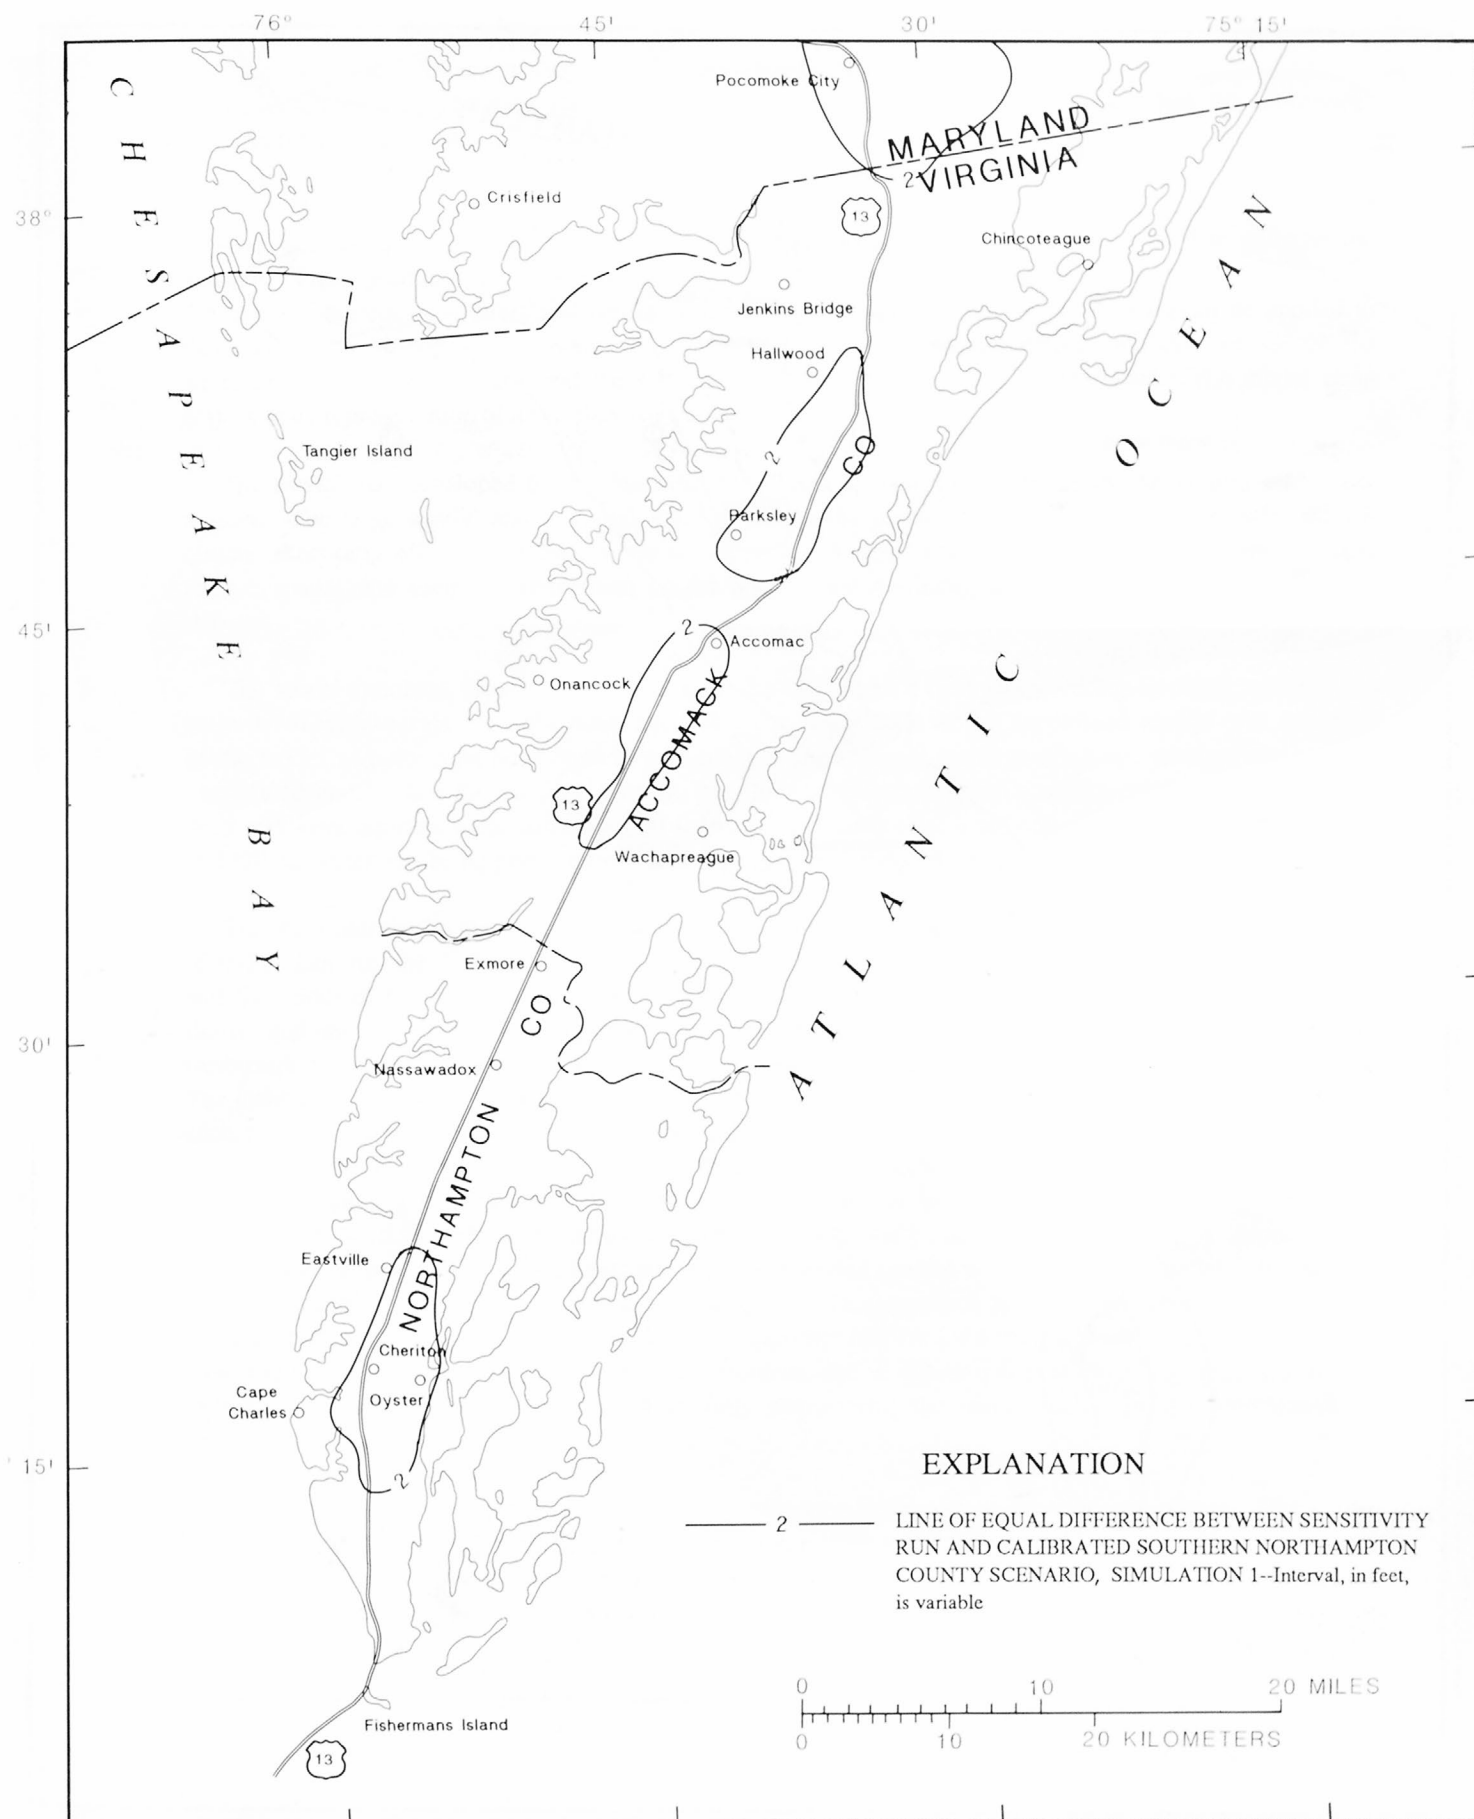 76° 45' 30' 75° 15'
Pocomoke City
MARYLAND
VIRGINIA
2
CHESAPEAKE BAY
Crisfield
38°
13
Chincoteague
Jenkins Bridge
Hallwood
Tangier Island
2
CO
Parksley
ATLANTIC OCEAN
45'
2
Accomac
Onancock
ACCOMACK
13
Wachapreague
Exmore
CO
30'
Nassawadox
NORTHAMPTON
Eastville
Cheriton
Cape
Charles
Oyster
15'
2
EXPLANATION
2
LINE OF EQUAL DIFFERENCE BETWEEN SENSITIVITY
RUN AND CALIBRATED SOUTHERN NORTHAMPTON
COUNTY SCENARIO, SIMULATION 1--Interval, in feet,
is variable
0 10 20 MILES
0 10 20 KILOMETERS
Fishermans Island
13